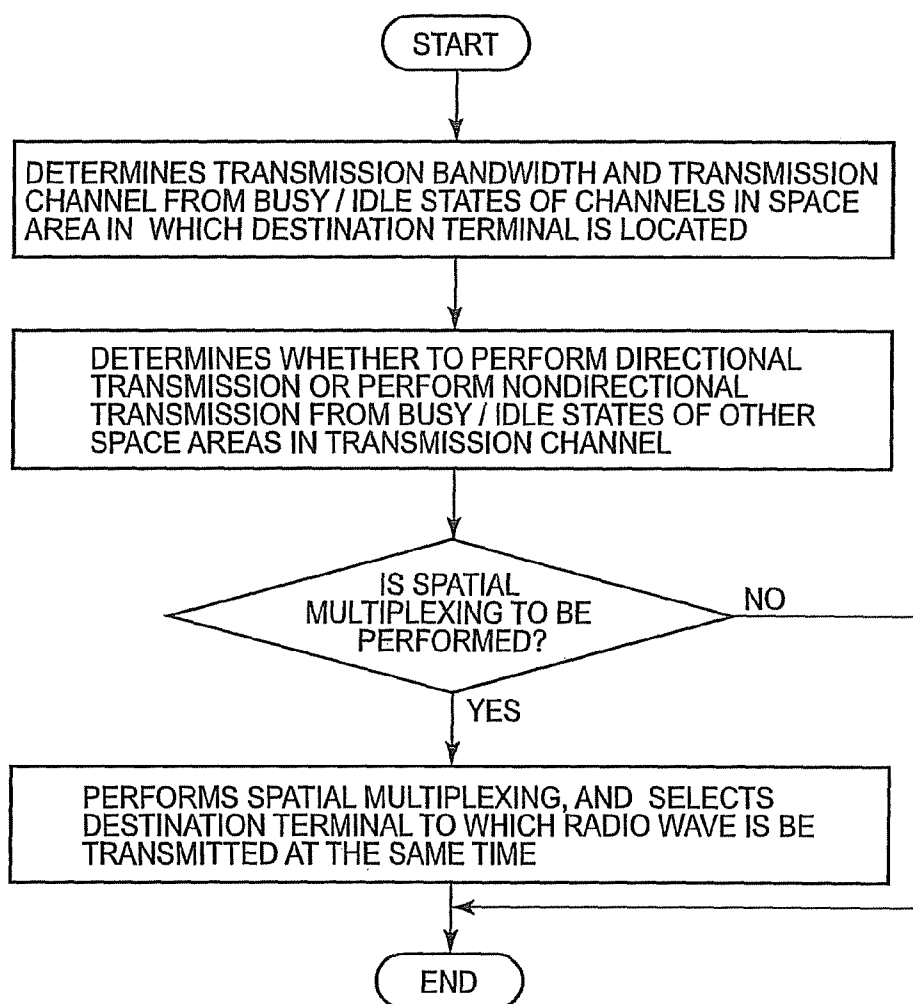 START
DETERMINES TRANSMISSION BANDWIDTH AND TRANSMISSION
CHANNEL FROM BUSY / IDLE STATES OF CHANNELS IN SPACE
AREA IN WHICH DESTINATION TERMINAL IS LOCATED
DETERMINES WHETHER TO PERFORM DIRECTIONAL
TRANSMISSION OR PERFORM NONDIRECTIONAL
TRANSMISSION FROM BUSY / IDLE STATES OF OTHER
SPACE AREAS IN TRANSMISSION CHANNEL
IS SPATIAL
MULTIPLEXING TO BE
PERFORMED?
NO
YES
PERFORMS SPATIAL MULTIPLEXING, AND SELECTS
DESTINATION TERMINAL TO WHICH RADIO WAVE IS BE
TRANSMITTED AT THE SAME TIME
END